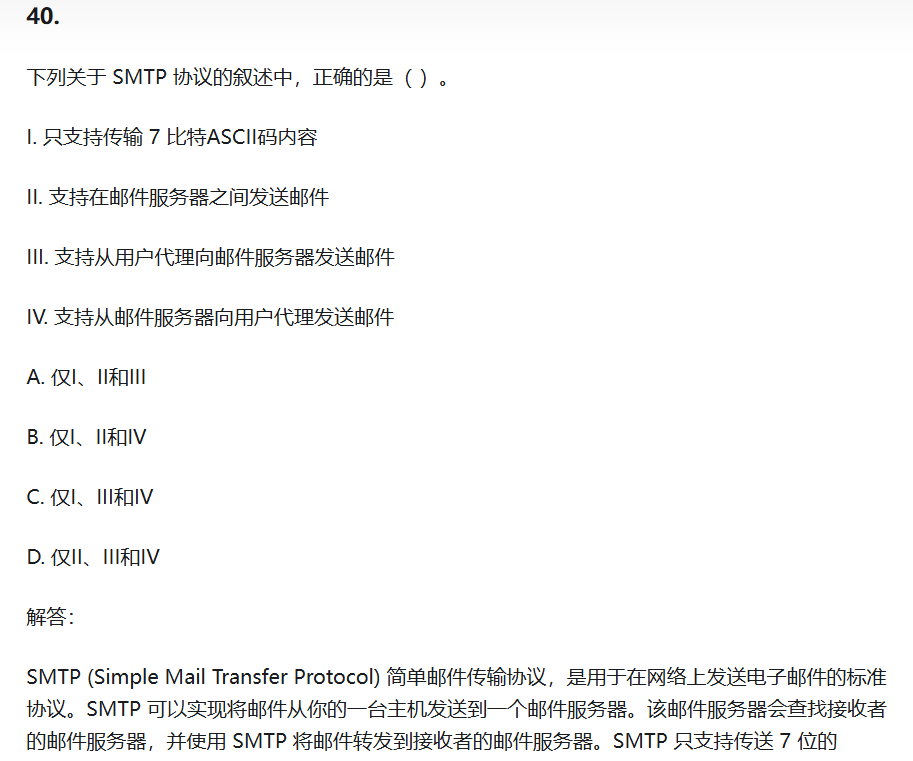 40.
下列关于 SMTP 协议的叙述中，正确的是（ ）。
I. 只支持传输 7 比特ASCII码内容
II. 支持在邮件服务器之间发送邮件
III. 支持从用户代理向邮件服务器发送邮件
IV. 支持从邮件服务器向用户代理发送邮件
A. 仅I、II和III
B. 仅I、II和IV
C. 仅I、III和IV
D. 仅II、III和IV
解答：
SMTP (Simple Mail Transfer Protocol) 简单邮件传输协议，是用于在网络上发送电子邮件的标准
协议。SMTP 可以实现将邮件从你的一台主机发送到一个邮件服务器。该邮件服务器会查找接收者
的邮件服务器，并使用 SMTP 将邮件转发到接收者的邮件服务器。SMTP 只支持传送 7 位的